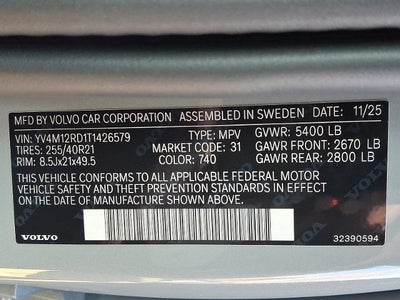 MFD BY VOLVO CAR CORPORATION ASSEMBLED IN SWEDEN DATE: 11/25
VIN: YV4M12RD1T1426579 TYPE: MPV GVWR: 5400 LB
TIRES: 255/40R21 MARKET CODE: 31 GAWR FRONT: 2670 LB
RIM: 8.5Jx21x49.5 COLOR: 740 GAWR REAR: 2800 LB
THIS VEHICLE CONFORMS TO ALL APPLICABLE FEDERAL MOTOR
VEHICLE SAFETY AND THEFT PREVENTION STANDARDS IN EFFECT
ON THE DATE OF MANUFACTURE SHOWN ABOVE.
VOLVO 32390594